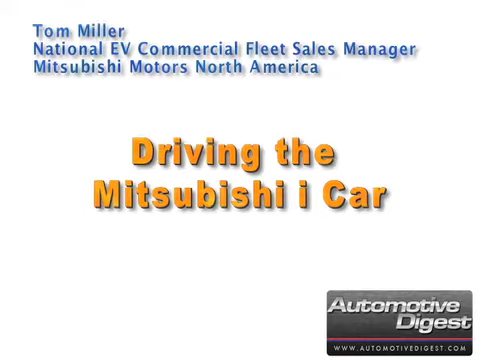 Tom Miller
National EV Commercial Fleet Sales Manager
Mitsubishi Motors North America
Driving the
Mitsubishi i Car
Automotive
Digest
WWW.AUTOMOTIVEDIGEST.COM